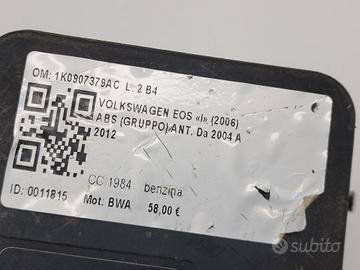 OM: 1K0907379AC L: 2 B4
VOLKSWAGEN EOS «I» (2006)
ABS (GRUPPO) ANT. Da 2004 A
2012
CC 1984 benzina
ID: 0011815 Mot. BWA 58,00 €
subito